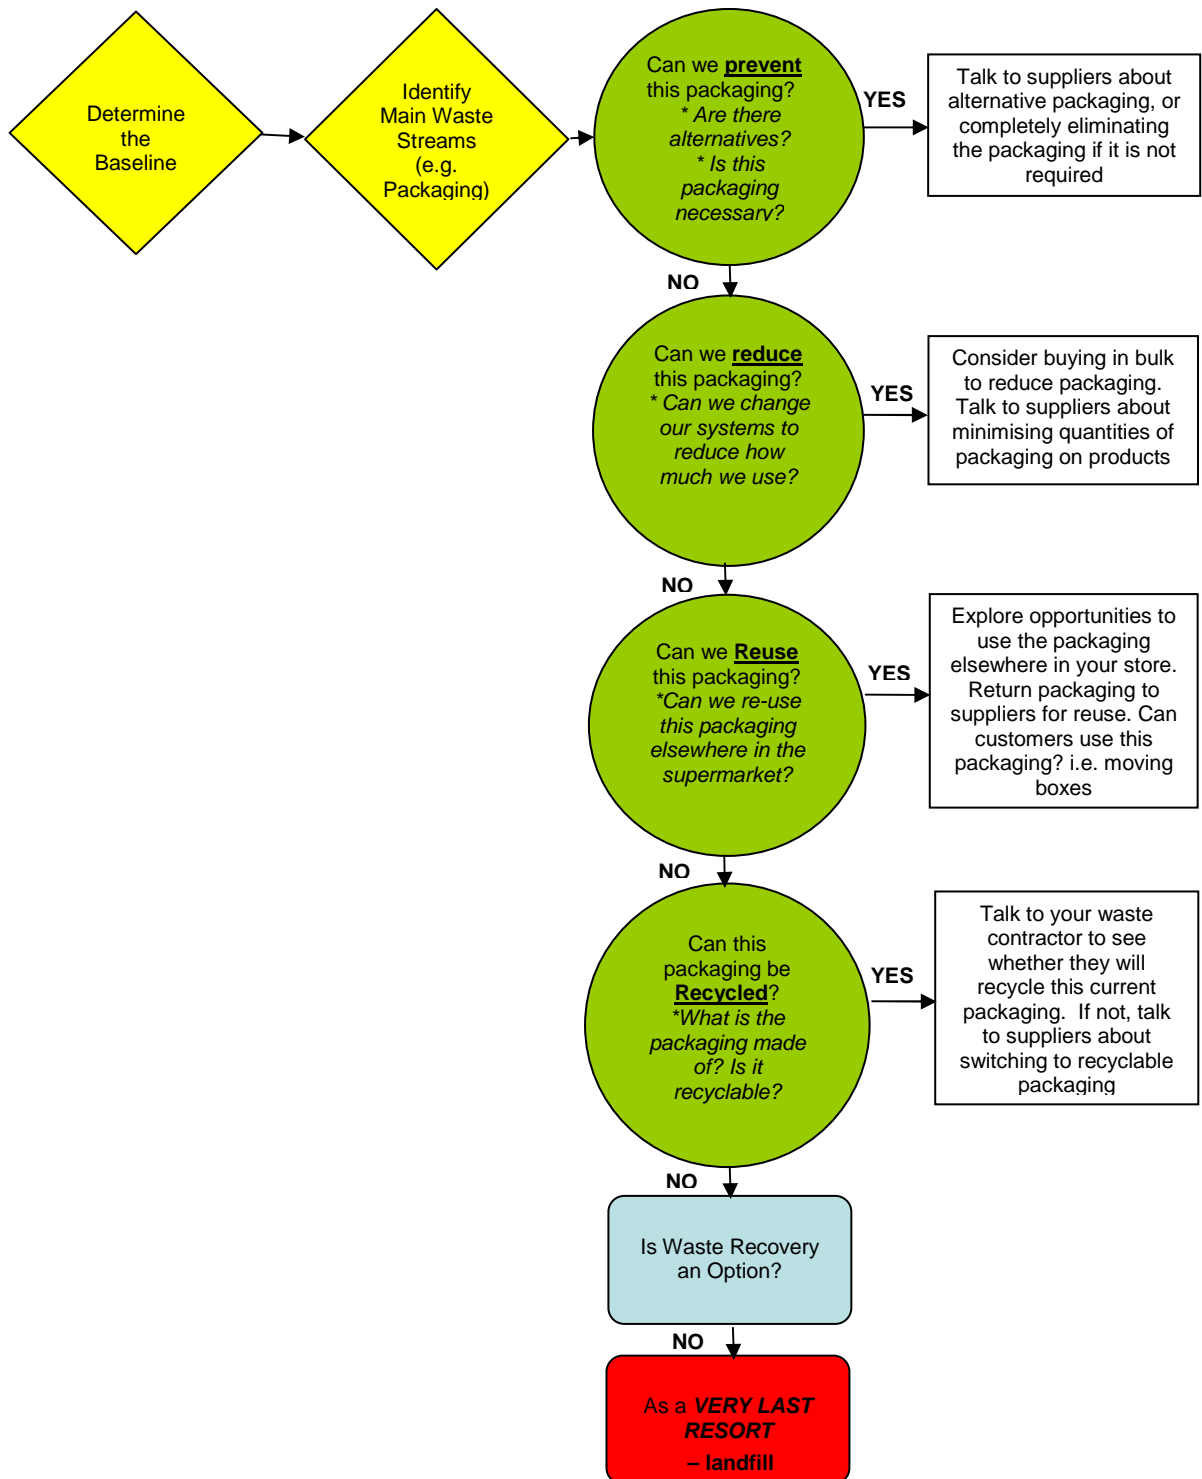 Determine
the
Baseline
Identify
Main Waste
Streams
(e.g.
Packaging)
Can we prevent
this packaging?
* Are there
alternatives?
* Is this
packaging
necessary?
YES
Talk to suppliers about
alternative packaging, or
completely eliminating
the packaging if it is not
required
NO
Can we reduce
this packaging?
* Can we change
our systems to
reduce how
much we use?
YES
Consider buying in bulk
to reduce packaging.
Talk to suppliers about
minimising quantities of
packaging on products
NO
Can we Reuse
this packaging?
*Can we re-use
this packaging
elsewhere in the
supermarket?
YES
Explore opportunities to
use the packaging
elsewhere in your store.
Return packaging to
suppliers for reuse. Can
customers use this
packaging? i.e. moving
boxes
NO
Can this
packaging be
Recycled?
*What is the
packaging made
of? Is it
recyclable?
YES
Talk to your waste
contractor to see
whether they will
recycle this current
packaging.  If not, talk
to suppliers about
switching to recyclable
packaging
NO
Is Waste Recovery
an Option?
NO
As a VERY LAST
RESORT
– landfill